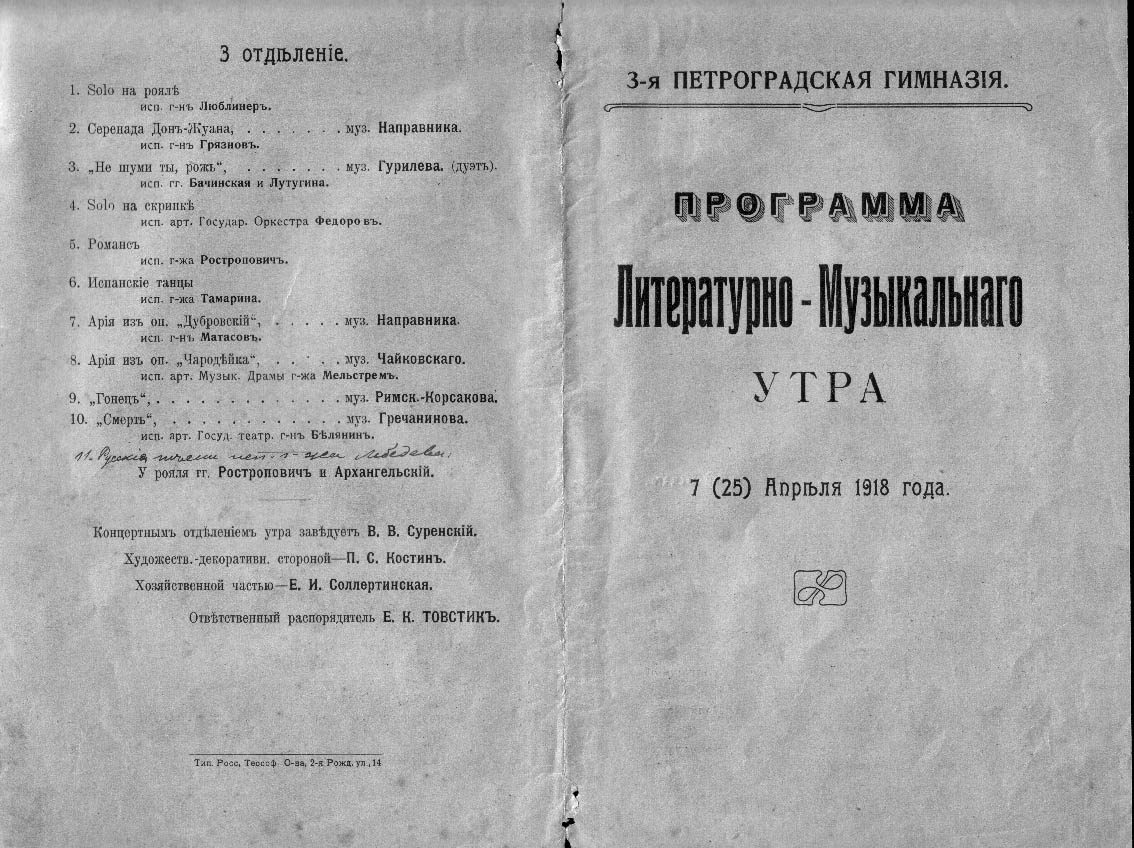 3 отдѣленіе.
1. Solo на роялѣ
исп. г-нъ Люблинеръ.
2. Серенада Донъ-Жуана, . . . . . . . муз. Направника.
исп. г-нъ Грязновъ.
3. „Не шуми ты, рожь“, . . . . . . . муз. Гурилева. (дуэтъ).
исп. гг. Бачинская и Лутугина.
4. Solo на скрипкѣ
исп. арт. Государ. Оркестра Федоровъ.
5. Романсъ
исп. г-жа Ростроповичъ.
6. Испанскіе танцы
исп. г-жа Тамарина.
7. Арія изъ оп. „Дубровскій“, . . . . . муз. Направника.
исп. г-нъ Матасовъ.
8. Арія изъ оп. „Чародѣйка“, . . . . . муз. Чайковскаго.
исп. арт. Музык. Драмы г-жа Мельстремъ.
9. „Гонецъ“, . . . . . . . . . . . . . муз. Римск.-Корсакова.
10. „Смерть“, . . . . . . . . . . . . муз. Гречанинова.
исп. арт. Госуд. театр. г-нъ Бѣлянинъ.
11. Русскія исп. г-жа Лебедева.
У рояля гг. Ростроповичъ и Архангельскій.
Концертнымъ отдѣленіемъ утра завѣдуетъ В. В. Суренскій.
Художеств.-декоративн. стороной—П. С. Костинъ.
Хозяйственной частью—Е. И. Соллертинская.
Отвѣтственный распорядитель Е. К. ТОВСТИКЪ.
Тип. Росс. Теософ. О-ва, 2-я Рожд. ул., 14
3-я ПЕТРОГРАДСКАЯ ГИМНАЗІЯ.
ПРОГРАММА
Литературно - Музыкальнаго
УТРА
7 (25) Апрѣля 1918 года.